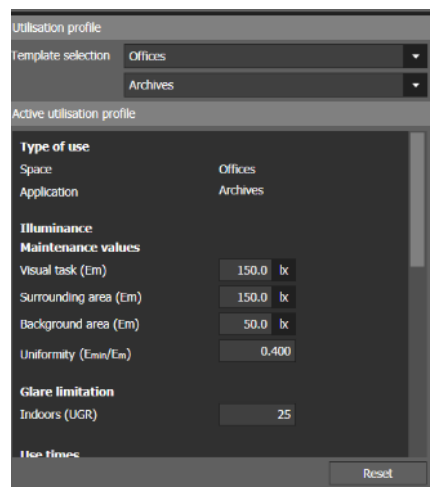 Utilisation profile
Template selection Offices
Archives
Active utilisation profile
Type of use
Space Offices
Application Archives
Illuminance
Maintenance values
Visual task (Em) 150.0 lx
Surrounding area (Em) 150.0 lx
Background area (Em) 50.0 lx
Uniformity (Emin/Em) 0.400
Glare limitation
Indoors (UGR) 25
Use times
Reset